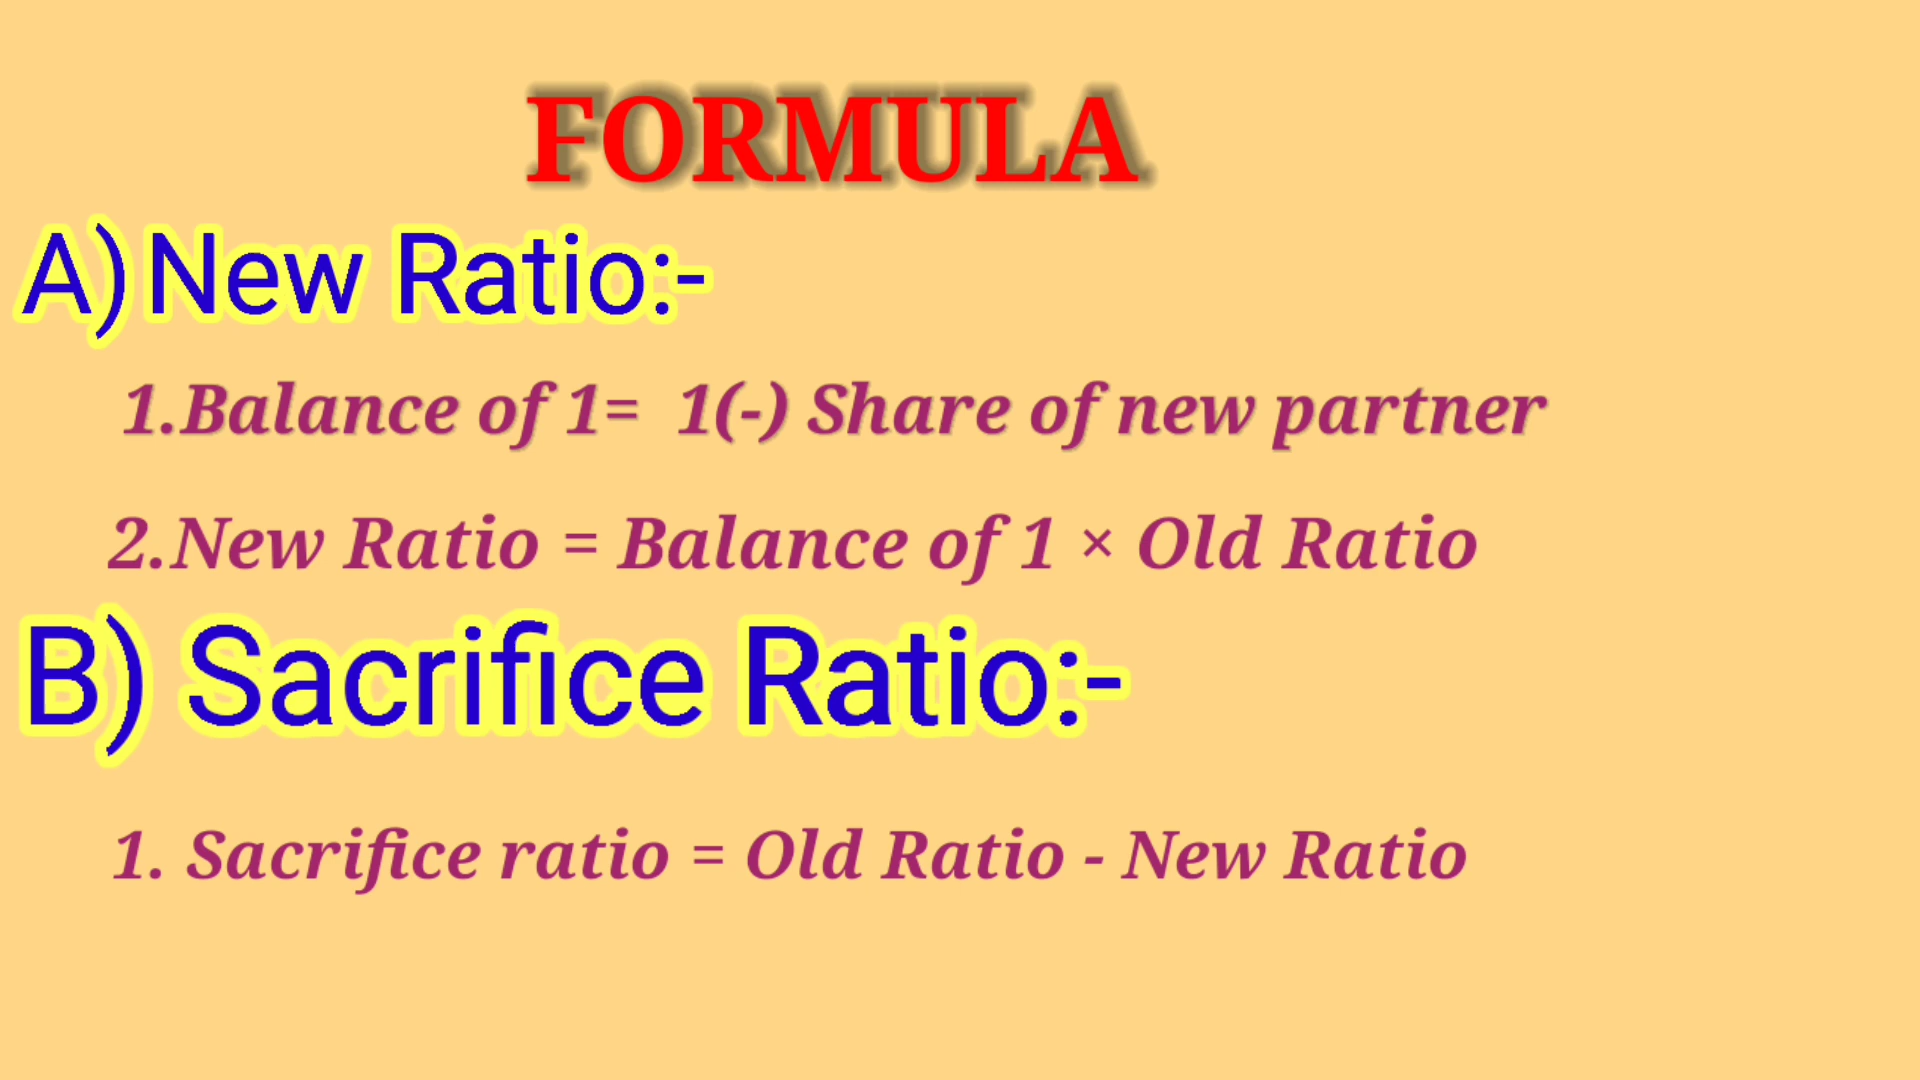 FORMULA
A) New Ratio:-
1.Balance of 1= 1(-) Share of new partner
2.New Ratio = Balance of 1 × Old Ratio
B) Sacrifice Ratio:-
1. Sacrifice ratio = Old Ratio - New Ratio